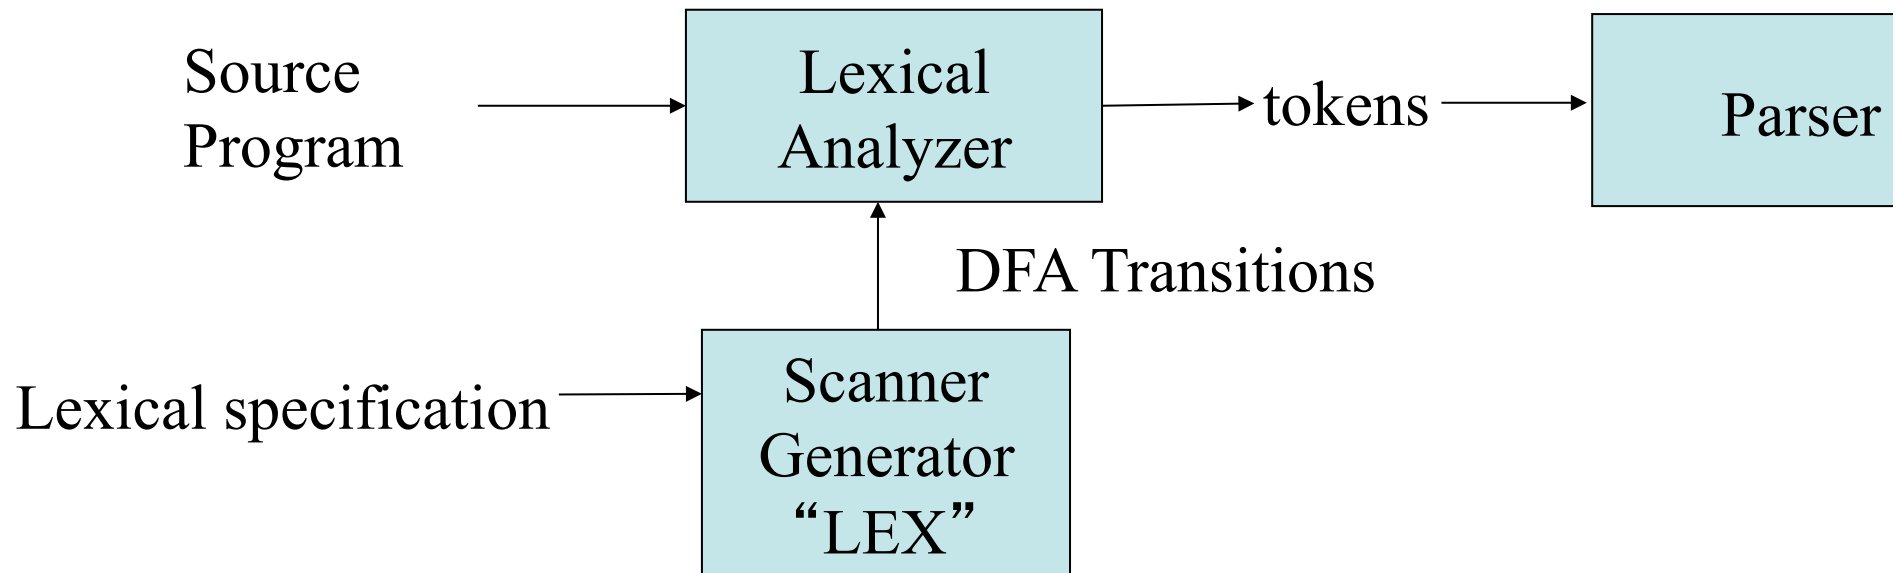 Source
Program
Lexical
Analyzer
tokens
Parser
DFA Transitions
Lexical specification
Scanner
Generator
“LEX”